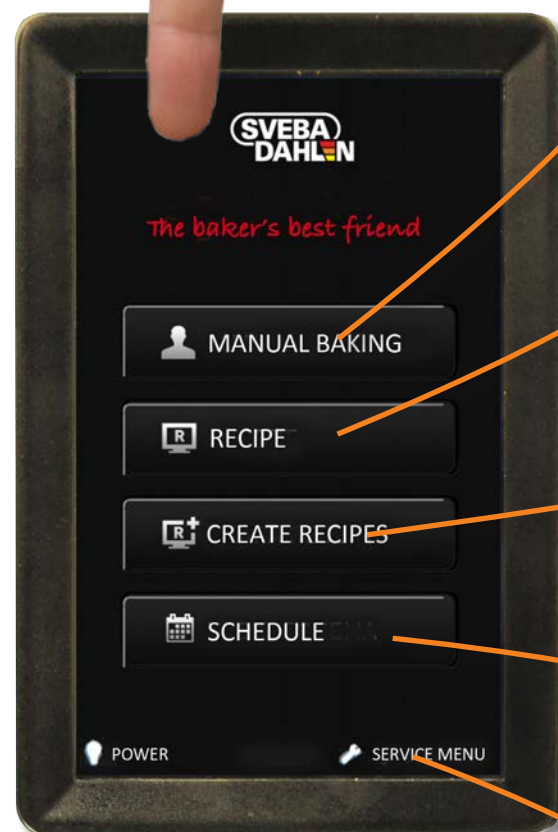 SVEBA
DAHLEN
The baker's best friend
MANUAL BAKING
R RECIPE
R+ CREATE RECIPES
SCHEDULE
POWER
SERVICE MENU